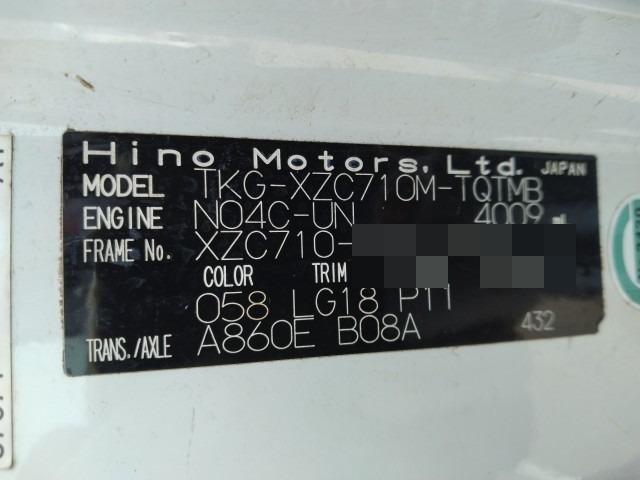 Hino Motors, Ltd. JAPAN
MODEL TKG-XZC710M-TQTMB
ENGINE N04C-UN 4009 mL
FRAME No. XZC710-
COLOR TRIM
058 LG18 P11
TRANS./AXLE A860E B08A 432